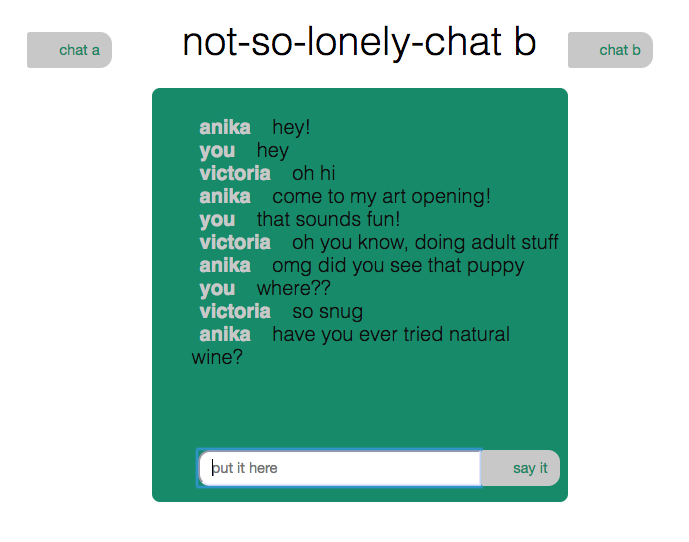 not-so-lonely-chat b
chat a
chat b
anika hey!
you hey
victoria oh hi
anika come to my art opening!
you that sounds fun!
victoria oh you know, doing adult stuff
anika omg did you see that puppy
you where??
victoria so snug
anika have you ever tried natural
wine?
put it here
say it